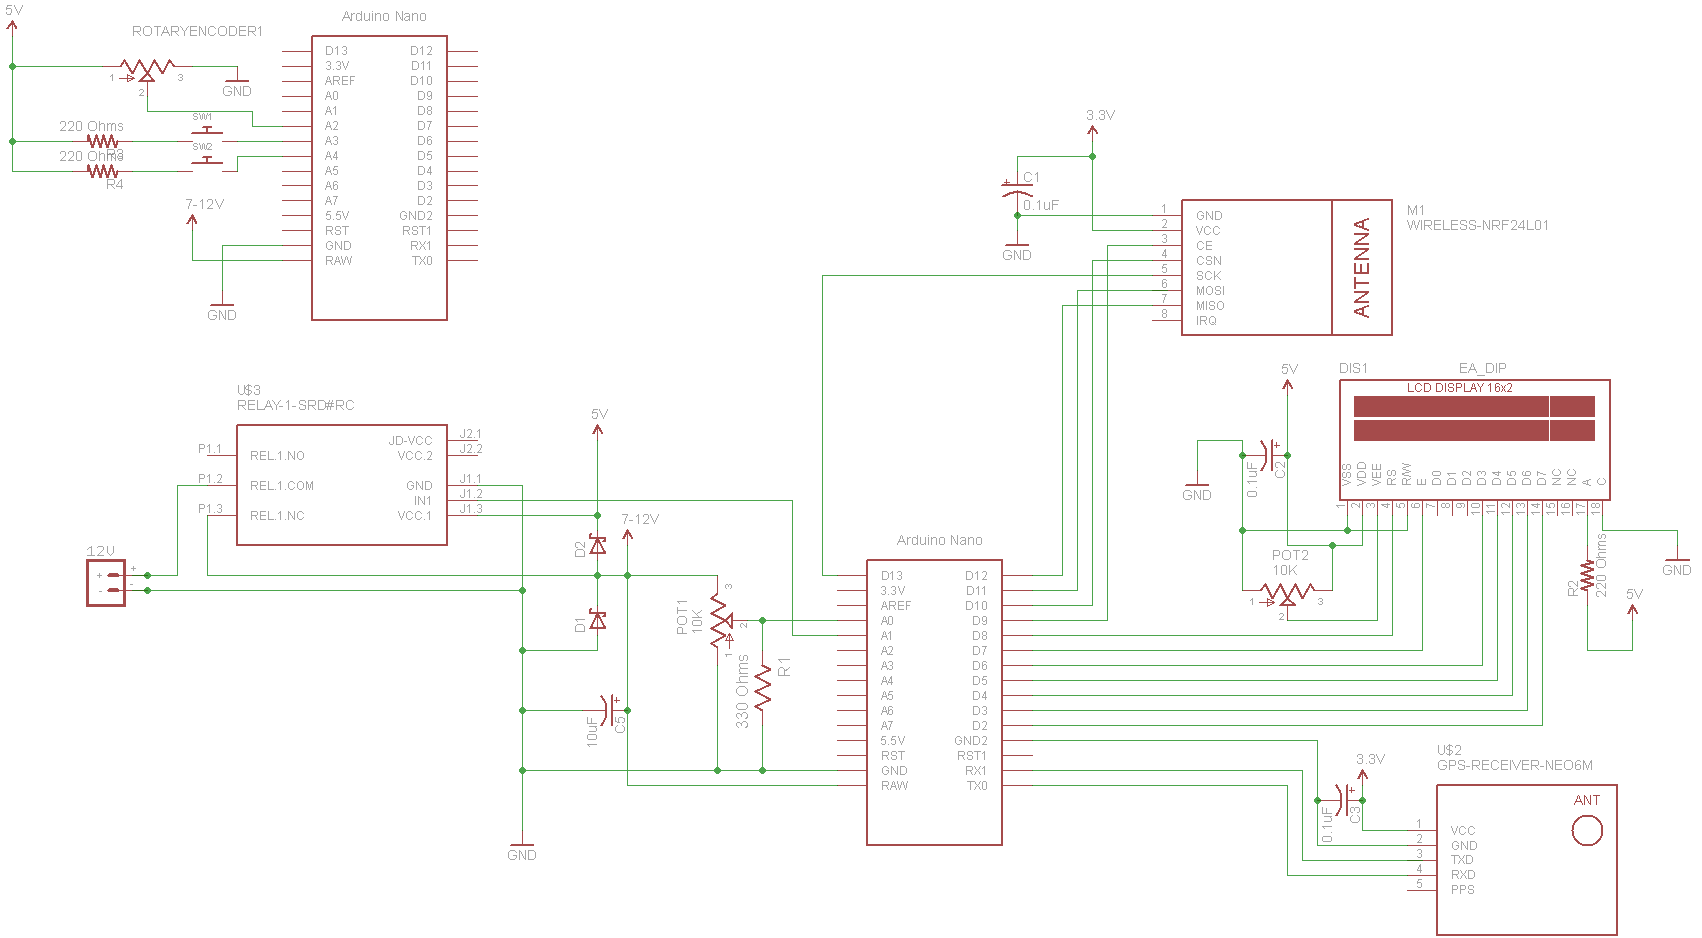 5V
Arduino Nano
ROTARYENCODER1
1
3
2
GND
220 Ohms
R3
220 Ohms
R4
SW1
SW2
7-12V
GND
D13 D12
3.3V D11
AREF D10
A0 D9
A1 D8
A2 D7
A3 D6
A4 D5
A5 D4
A6 D3
A7 D2
5.5V GND2
RST RST1
GND RX1
RAW TX0
3.3V
+
C1
0.1uF
GND
M1
WIRELESS-NRF24L01
1 GND
2 VCC
3 CE
4 CSN
5 SCK
6 MOSI
7 MISO
8 IRQ
ANTENNA
U$3
RELAY-1-SRD#RC
P1.1 REL.1.NO
P1.2 REL.1.COM
P1.3 REL.1.NC
JD-VCC J2.1
VCC.2 J2.2
GND J1.1
IN1 J1.2
VCC.1 J1.3
12V
+ +
- -
5V
D2
7-12V
D1
POT1
10K
3
2
1
330 Ohms
R1
10uF
C5
+
GND
Arduino Nano
D13 D12
3.3V D11
AREF D10
A0 D9
A1 D8
A2 D7
A3 D6
A4 D5
A5 D4
A6 D3
A7 D2
5.5V GND2
RST RST1
GND RX1
RAW TX0
5V
0.1uF
C2
+
GND
DIS1
EA_DIP
LCD DISPLAY 16x2
VSS VDD VEE RS R/W E D0 D1 D2 D3 D4 D5 D6 D7 NC NC A C
1 2 3 4 5 6 7 8 9 10 11 12 13 14 15 16 17 18
POT2
10K
1
3
2
R2
220 Ohms
5V
GND
3.3V
0.1uF
C3
+
U$2
GPS-RECEIVER-NEO6M
ANT
1 VCC
2 GND
3 TXD
4 RXD
5 PPS